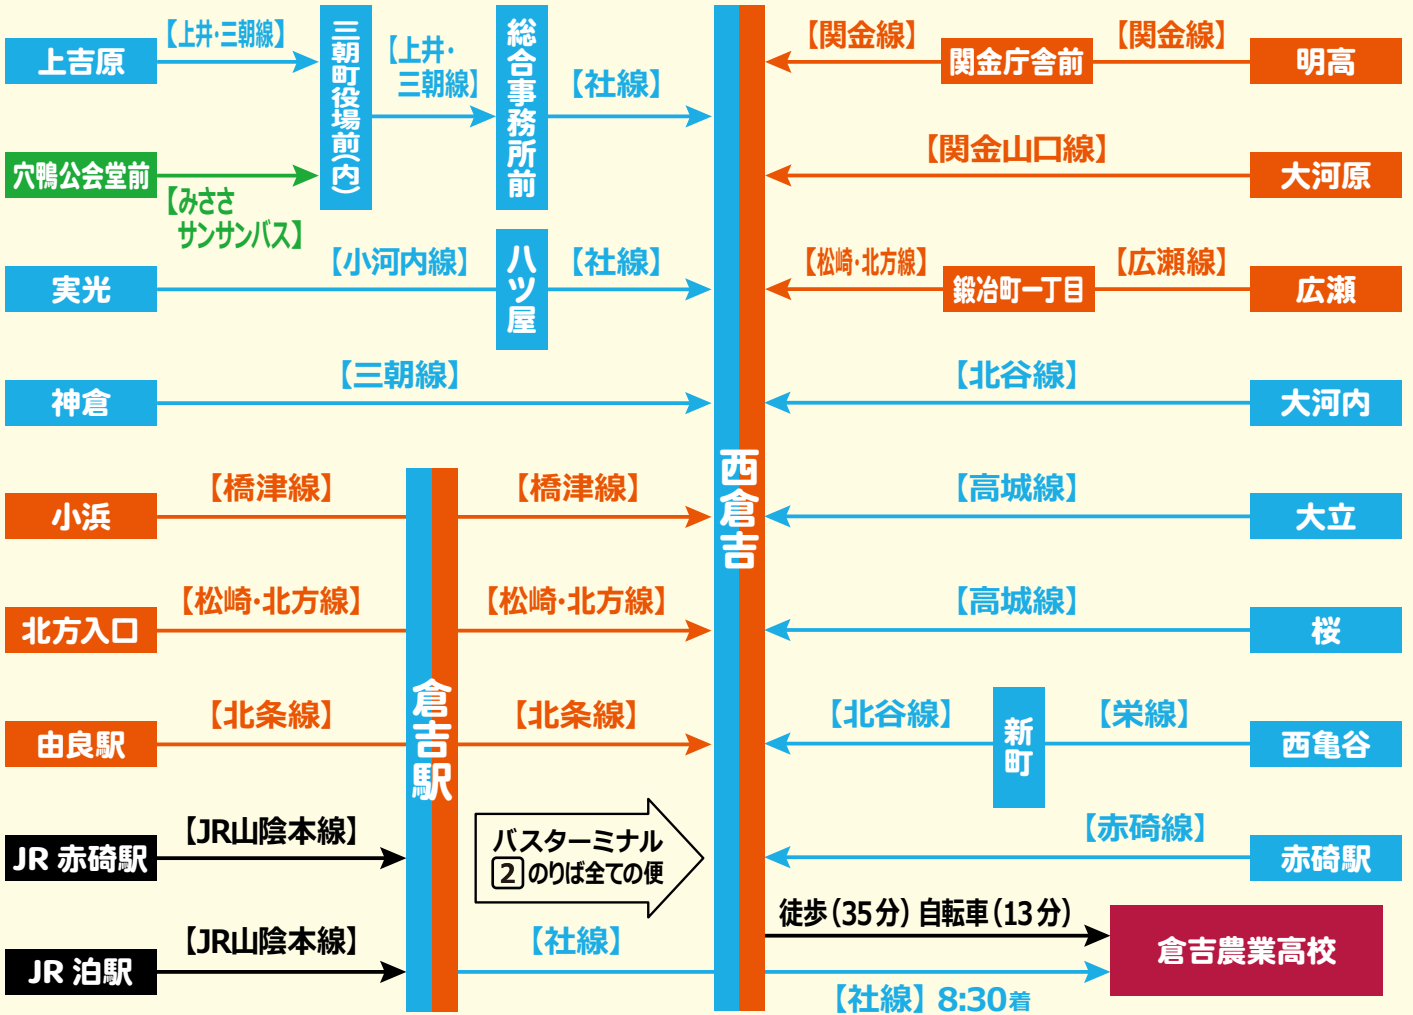 上吉原
【上井・三朝線】
三朝町役場前(内)
【上井・
三朝線】
総合事務所前
【社線】
穴鴨公会堂前
【みささ
サンサンバス】
実光
【小河内線】
八ツ屋
【社線】
神倉
【三朝線】
小浜
【橋津線】
【橋津線】
北方入口
【松崎・北方線】
【松崎・北方線】
由良駅
【北条線】
【北条線】
倉吉駅
JR 赤碕駅
【JR山陰本線】
バスターミナル
2 のりば全ての便
JR 泊駅
【JR山陰本線】
【社線】
西倉吉
【関金線】
関金庁舎前
【関金線】
明高
【関金山口線】
大河原
【松崎・北方線】
鍛冶町一丁目
【広瀬線】
広瀬
【北谷線】
大河内
【高城線】
大立
【高城線】
桜
【北谷線】
新町
【栄線】
西亀谷
【赤碕線】
赤碕駅
徒歩(35分)自転車(13分)
倉吉農業高校
【社線】8:30着